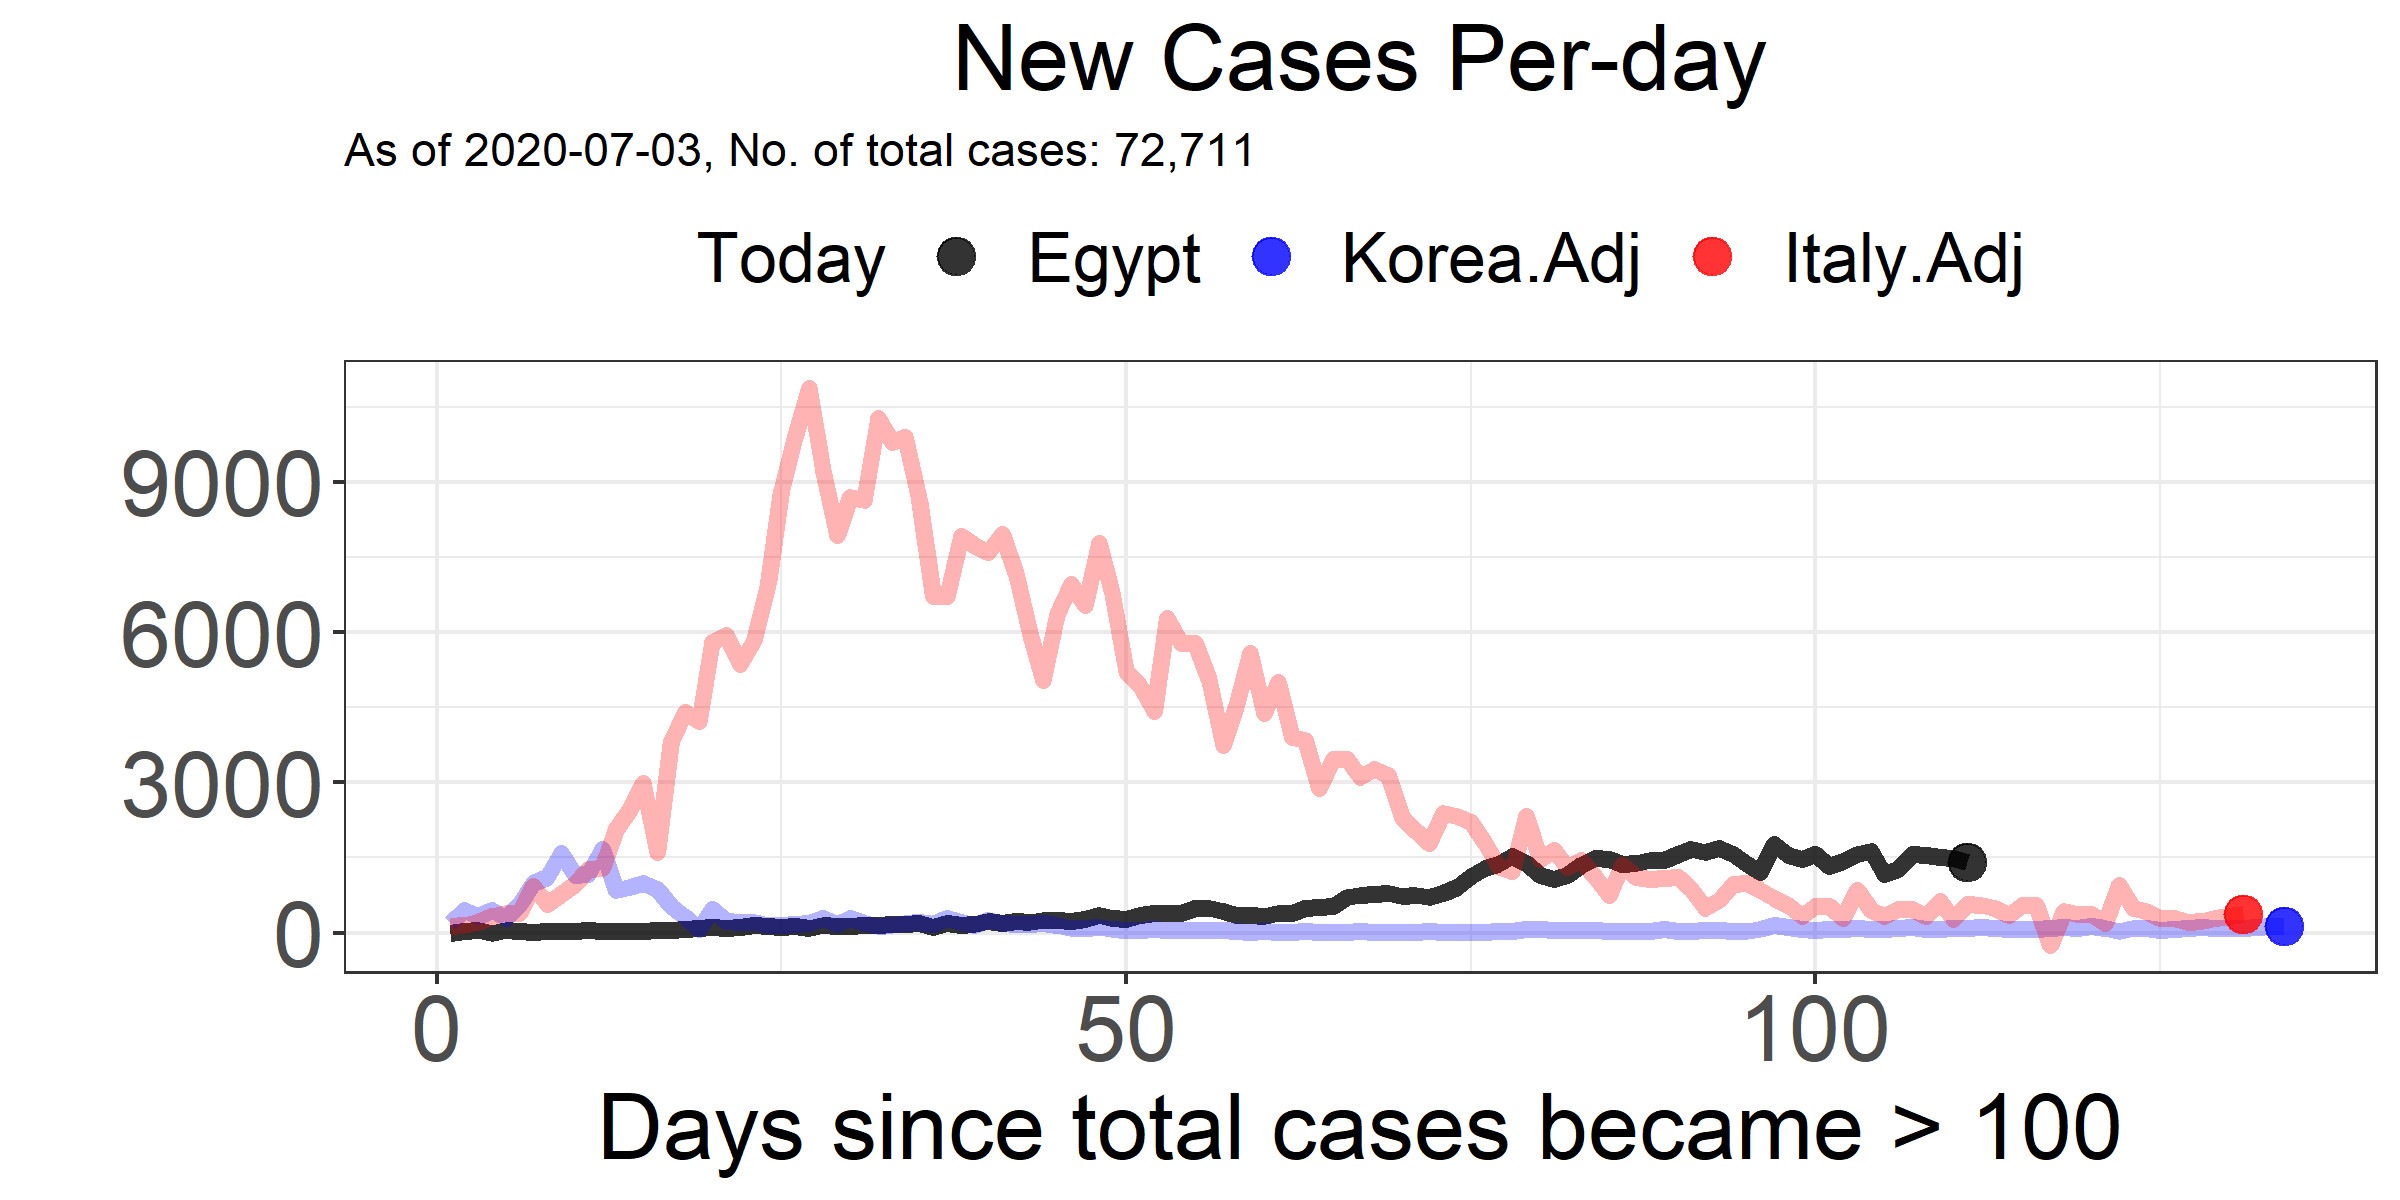 New Cases Per-day
As of 2020-07-03, No. of total cases: 72,711
Today Egypt Korea.Adj Italy.Adj
9000
6000
3000
0
0 50 100
Days since total cases became > 100